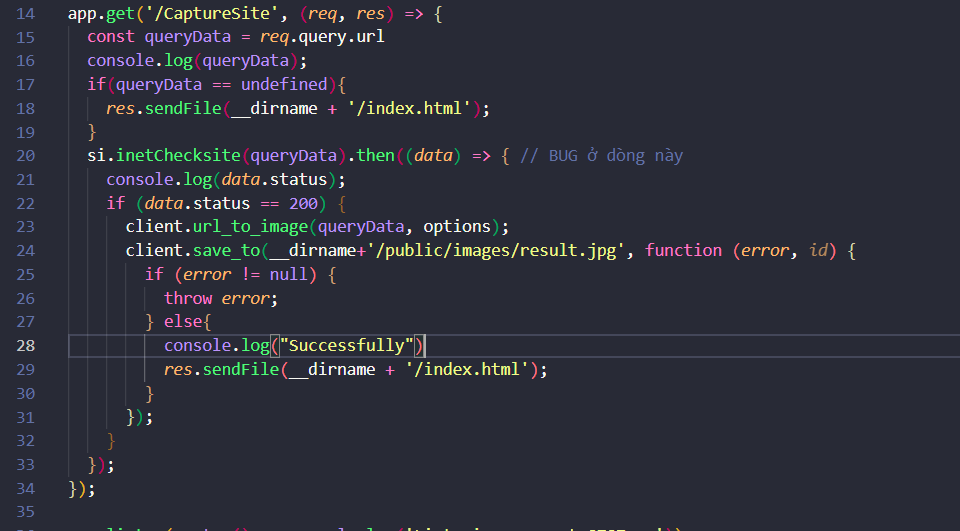 14 app.get('/CaptureSite', (req, res) => {
15 const queryData = req.query.url
16 console.log(queryData);
17 if(queryData == undefined){
18 res.sendFile(__dirname + '/index.html');
19 }
20 si.inetChecksite(queryData).then((data) => { // BUG ở dòng này
21 console.log(data.status);
22 if (data.status == 200) {
23 client.url_to_image(queryData, options);
24 client.save_to(__dirname+'/public/images/result.jpg', function (error, id) {
25 if (error != null) {
26 throw error;
27 } else{
28 console.log("Successfully")
29 res.sendFile(__dirname + '/index.html');
30 }
31 });
32 }
33 });
34 });
35